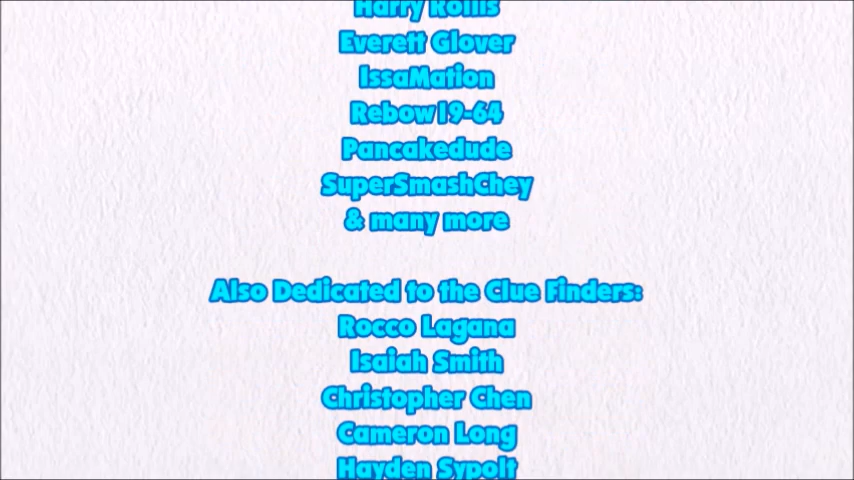 Harry Rollis
Everett Glover
IssaMation
Rebow19-64
Pancakedude
SuperSmashChey
& many more
Also Dedicated to the Clue Finders:
Rocco Lagana
Isaiah Smith
Christopher Chen
Cameron Long
Hayden Sypolt